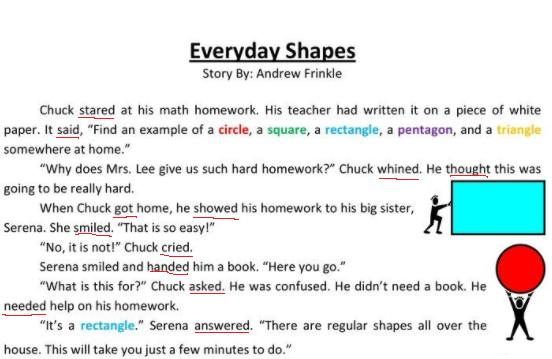 Everyday Shapes
Story By: Andrew Frinkle
Chuck stared at his math homework. His teacher had written it on a piece of white
paper. It said, “Find an example of a circle, a square, a rectangle, a pentagon, and a triangle
somewhere at home.”
“Why does Mrs. Lee give us such hard homework?” Chuck whined. He thought this was
going to be really hard.
When Chuck got home, he showed his homework to his big sister,
Serena. She smiled. “That is so easy!”
“No, it is not!” Chuck cried.
Serena smiled and handed him a book. “Here you go.”
“What is this for?” Chuck asked. He was confused. He didn’t need a book. He
needed help on his homework.
“It’s a rectangle.” Serena answered. “There are regular shapes all over the
house. This will take you just a few minutes to do.”